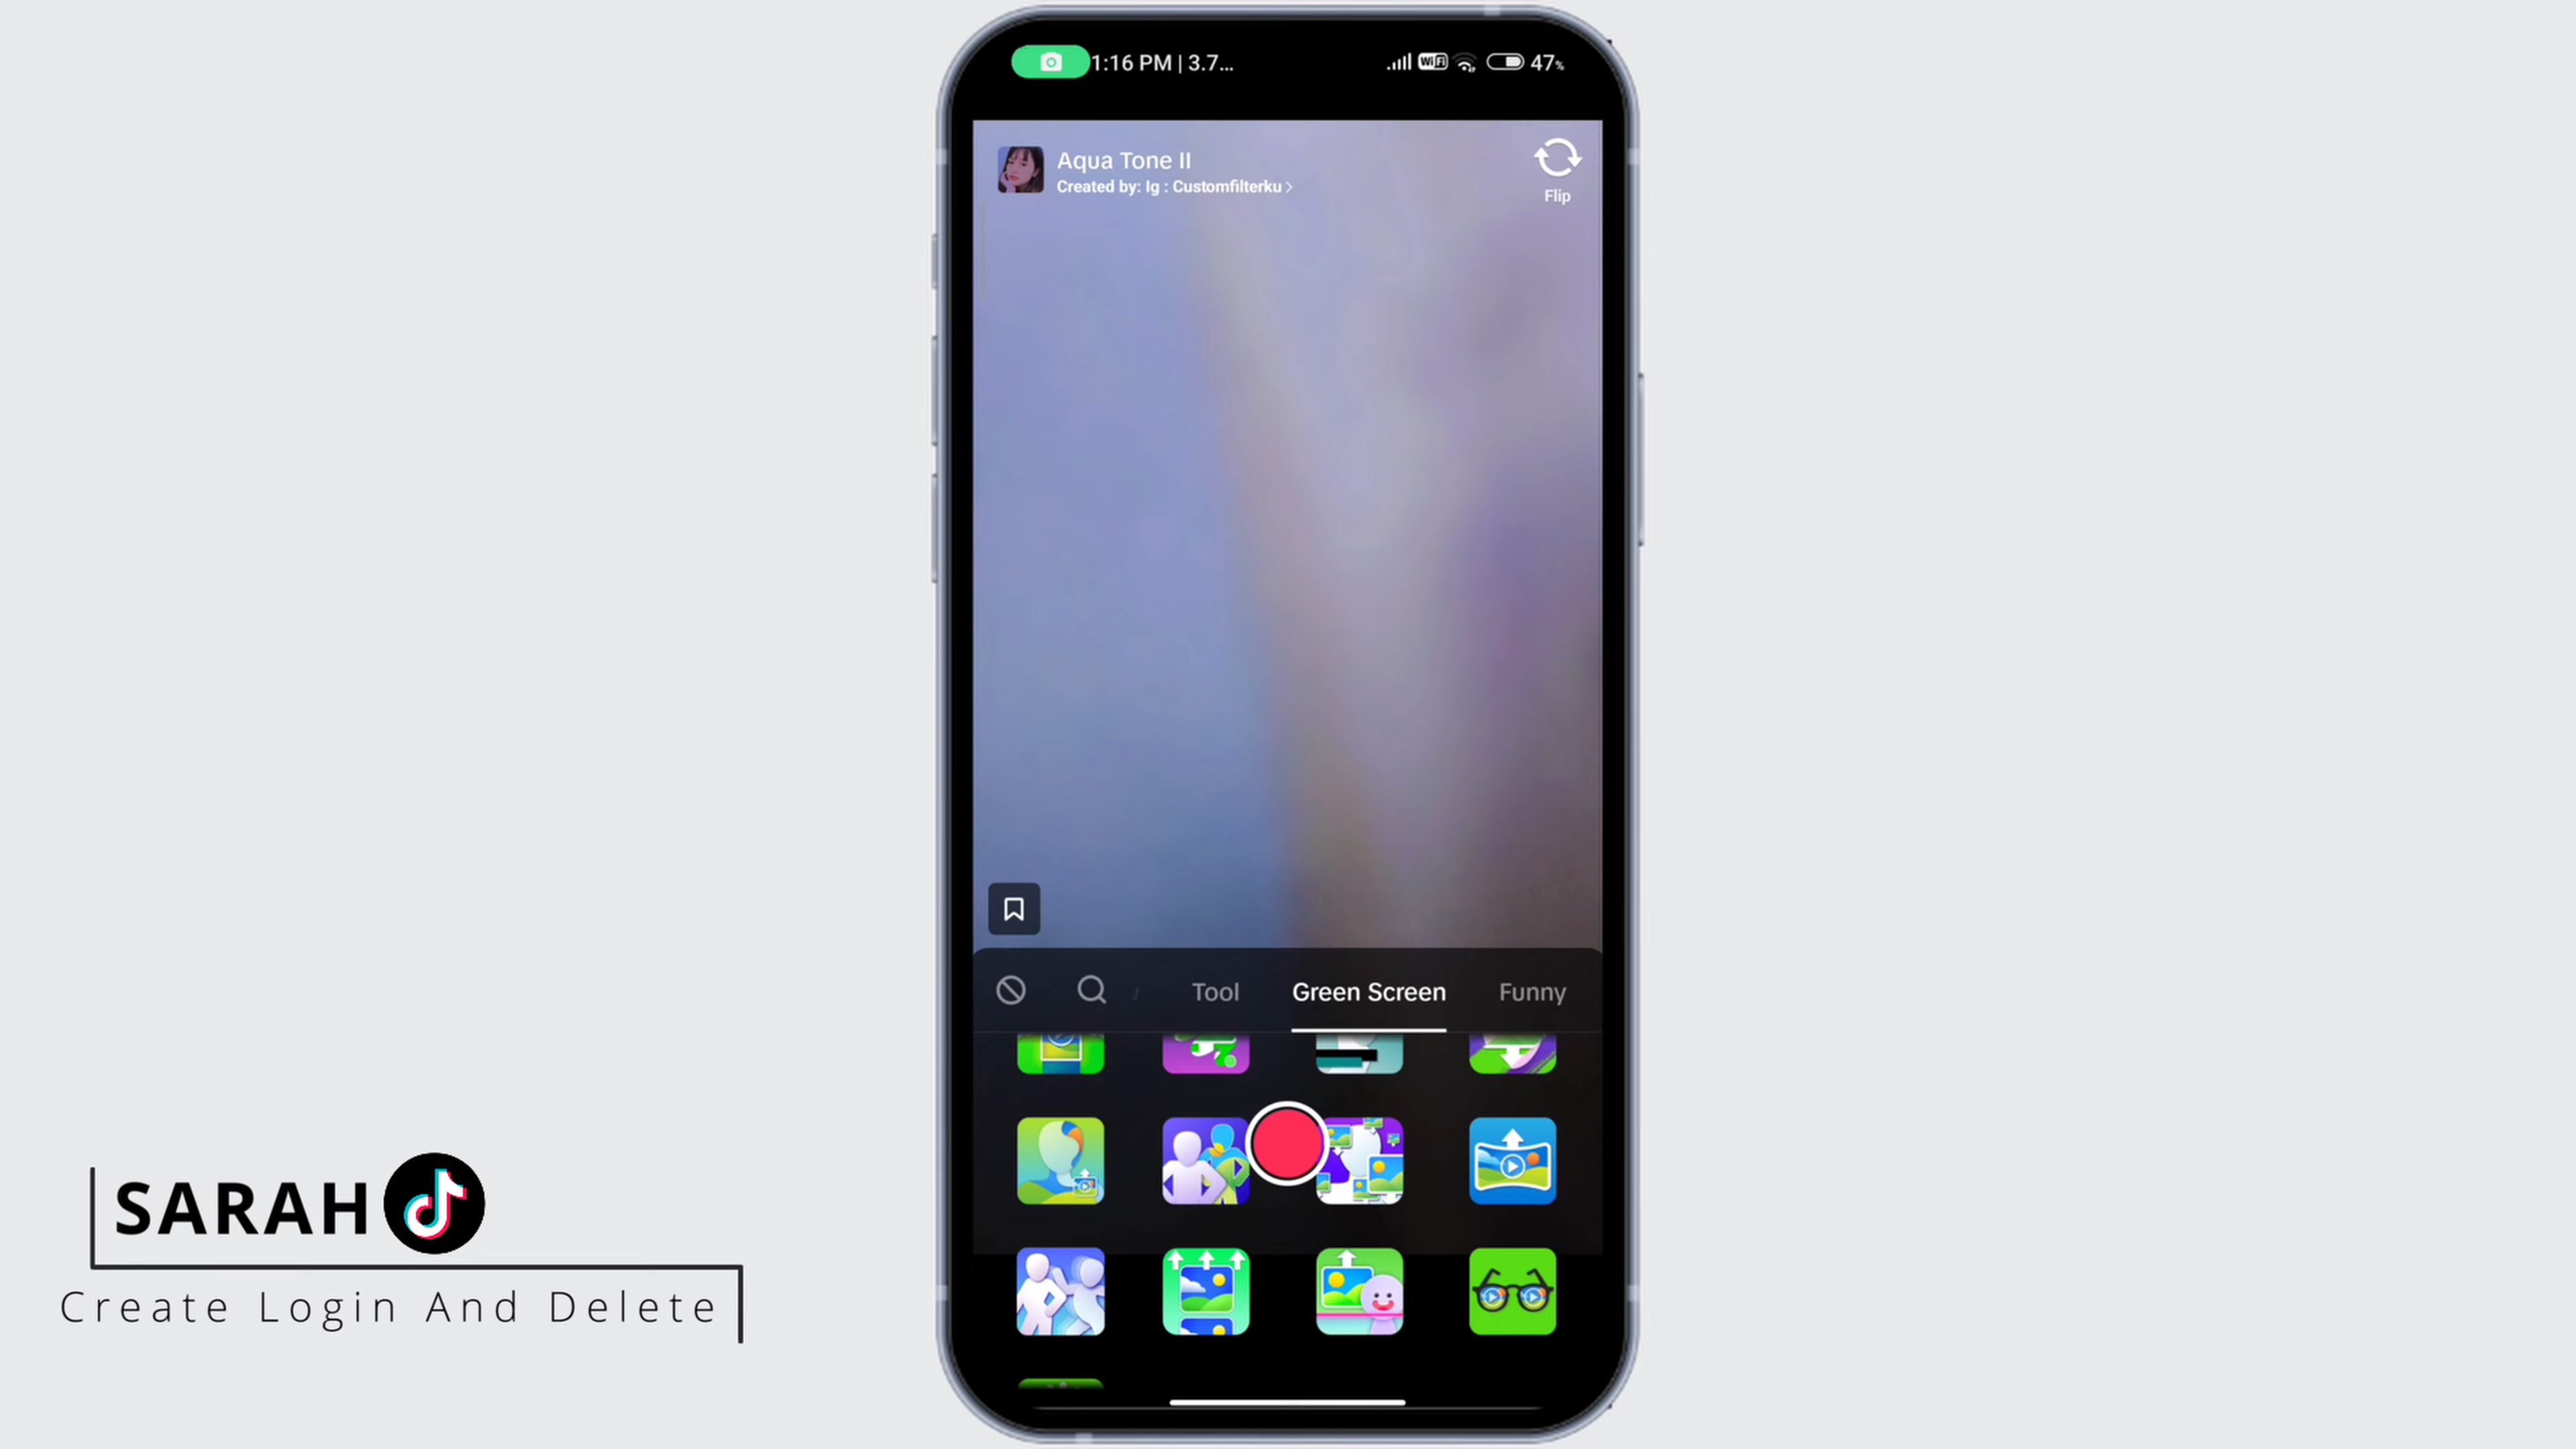 1:16 PM | 3.7...
WiFi
47%
Aqua Tone II
Created by: Ig : Customfilterku >
Flip
Tool
Green Screen
Funny
SARAH
Create Login And Delete